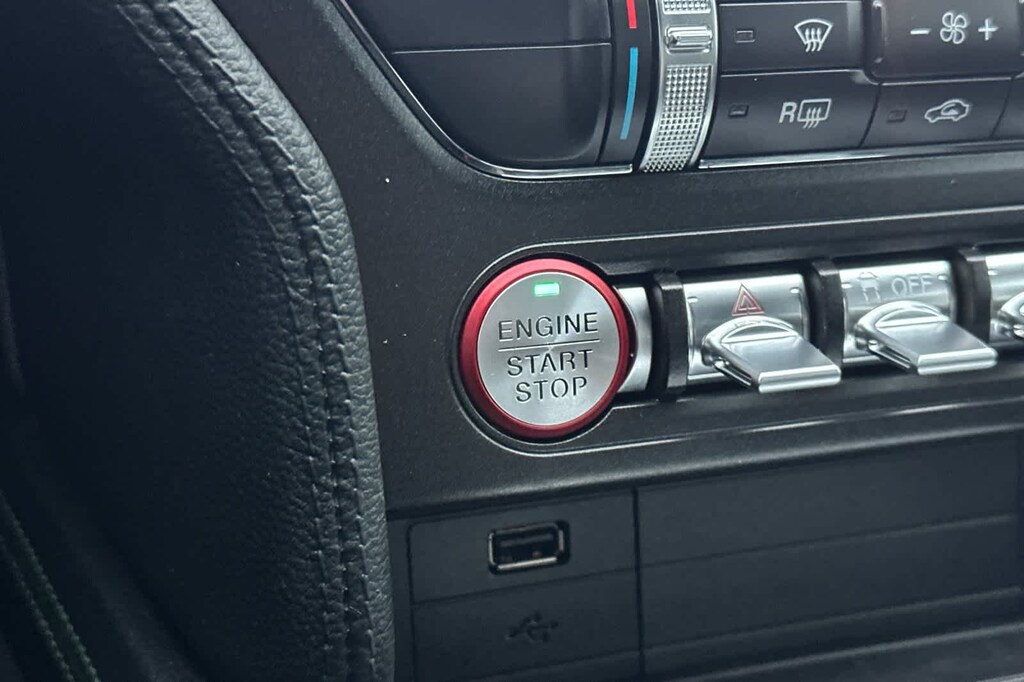 R
- +
ENGINE
START
STOP
OFF